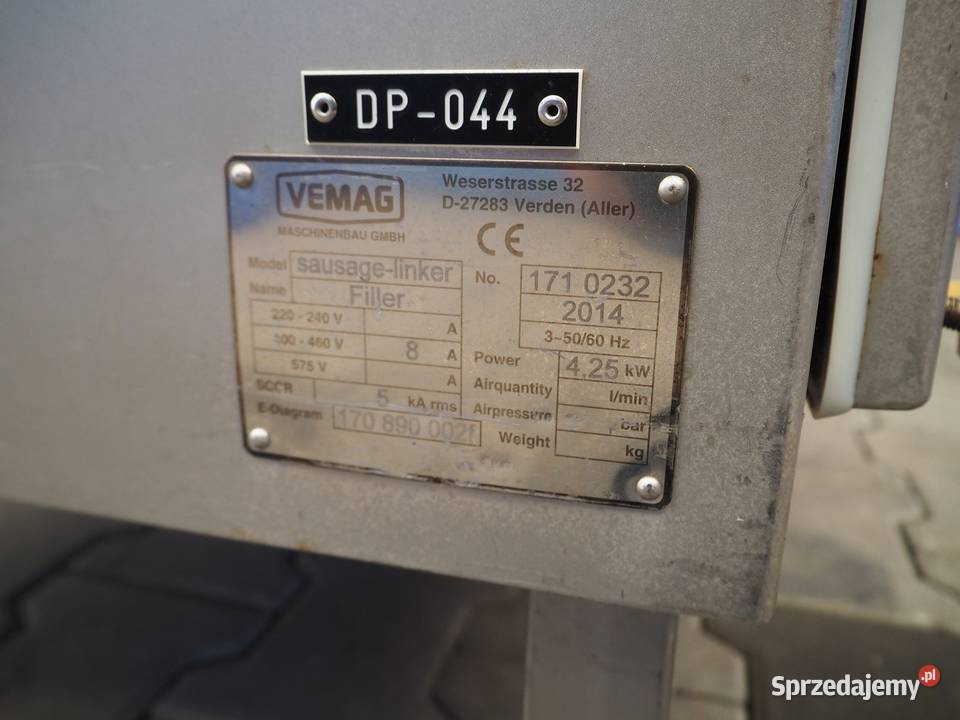 DP-044
VEMAG
MASCHINENBAU GMBH
Weserstrasse 32
D-27283 Verden (Aller)
CE
Model sausage-linker
Name Filler
No. 171 0232
2014
3~50/60 Hz
220 - 240 V A
400 - 460 V 8 A
575 V A
SCCR 5 kA rms
E-Diagram 170 890 002f
Power 4,25 kW
Airquantity l/min
Airpressure bar
Weight kg
Sprzedajemy.pl